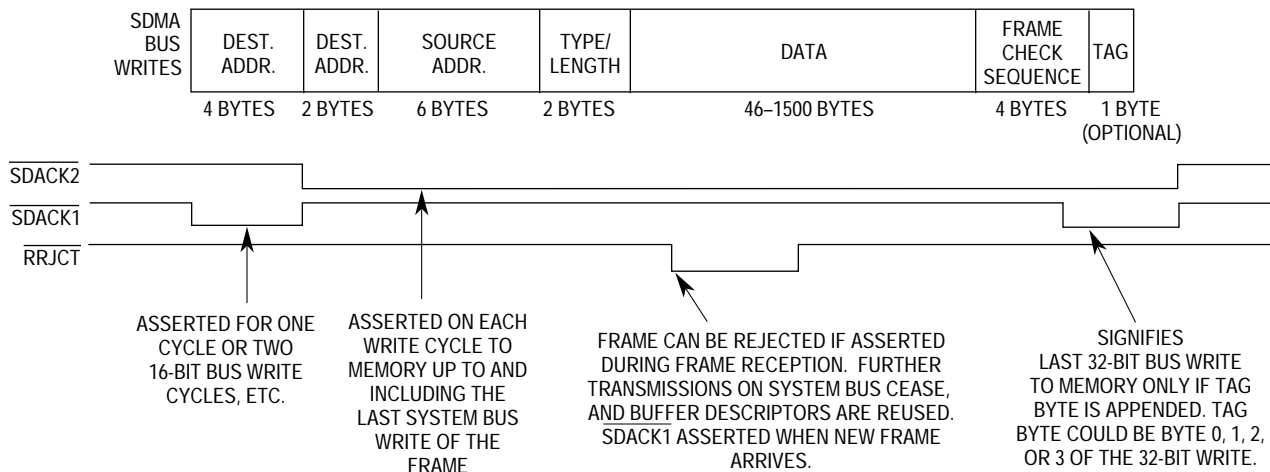 SDMA
BUS
WRITES
DEST.
ADDR.
DEST.
ADDR.
SOURCE
ADDR.
TYPE/
LENGTH
DATA
FRAME
CHECK
SEQUENCE
TAG
4 BYTES
2 BYTES
6 BYTES
2 BYTES
46–1500 BYTES
4 BYTES
1 BYTE
(OPTIONAL)
SDACK2
SDACK1
RRJCT
ASSERTED FOR ONE
CYCLE OR TWO
16-BIT BUS WRITE
CYCLES, ETC.
ASSERTED ON EACH
WRITE CYCLE TO
MEMORY UP TO AND
INCLUDING THE
LAST SYSTEM BUS
WRITE OF THE
FRAME
FRAME CAN BE REJECTED IF ASSERTED
DURING FRAME RECEPTION. FURTHER
TRANSMISSIONS ON SYSTEM BUS CEASE,
AND BUFFER DESCRIPTORS ARE REUSED.
SDACK1 ASSERTED WHEN NEW FRAME
ARRIVES.
SIGNIFIES
LAST 32-BIT BUS WRITE
TO MEMORY ONLY IF TAG
BYTE IS APPENDED. TAG
BYTE COULD BE BYTE 0, 1, 2,
OR 3 OF THE 32-BIT WRITE.